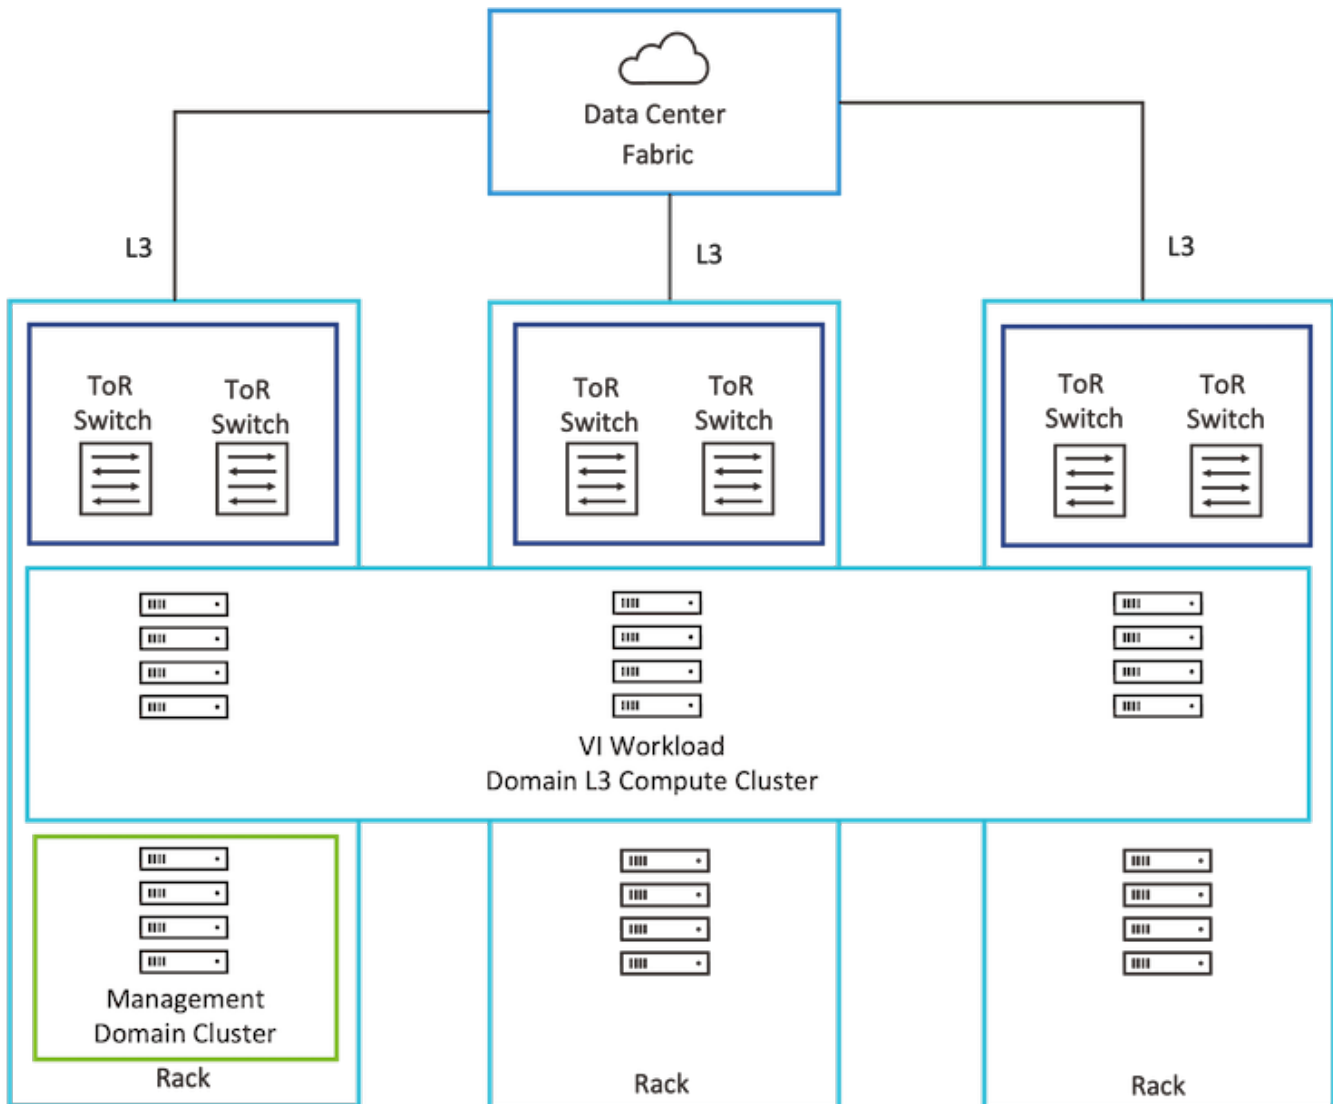 Data Center
Fabric
L3
L3
L3
ToR
Switch
ToR
Switch
ToR
Switch
ToR
Switch
ToR
Switch
ToR
Switch
VI Workload
Domain L3 Compute Cluster
Management
Domain Cluster
Rack
Rack
Rack